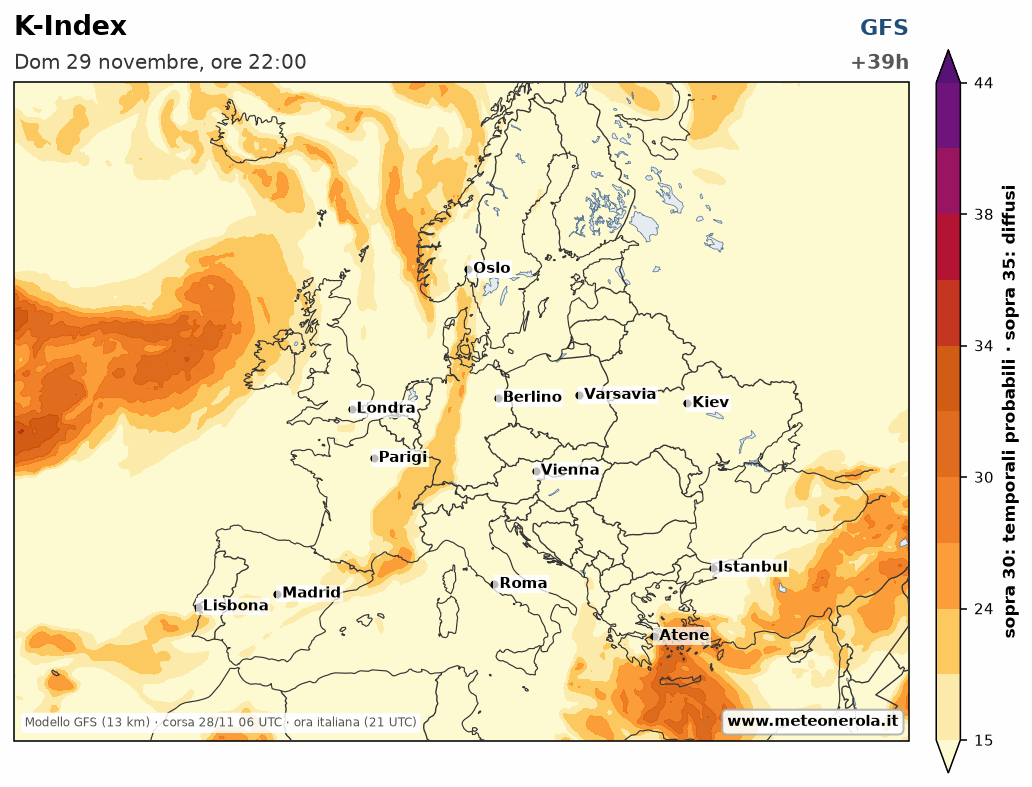 K-Index
GFS
Dom 29 novembre, ore 22:00
+39h
44
38
34
30
24
15
sopra 30: temporali probabili · sopra 35: diffusi
Oslo
Berlino
Varsavia
Kiev
Londra
Parigi
Vienna
Istanbul
Roma
Madrid
Lisbona
Atene
Modello GFS (13 km) · corsa 28/11 06 UTC · ora italiana (21 UTC)
www.meteonerola.it